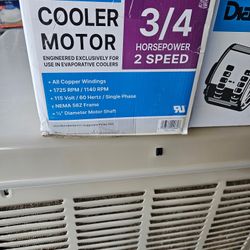 COOLER
MOTOR
ENGINEERED EXCLUSIVELY FOR
USE IN EVAPORATIVE COOLERS
• All Copper Windings
• 1725 RPM / 1140 RPM
• 115 Volt / 60 Hertz / Single Phase
• NEMA 56Z Frame
• ½" Diameter Motor Shaft
3/4
HORSEPOWER
2 SPEED
Dia